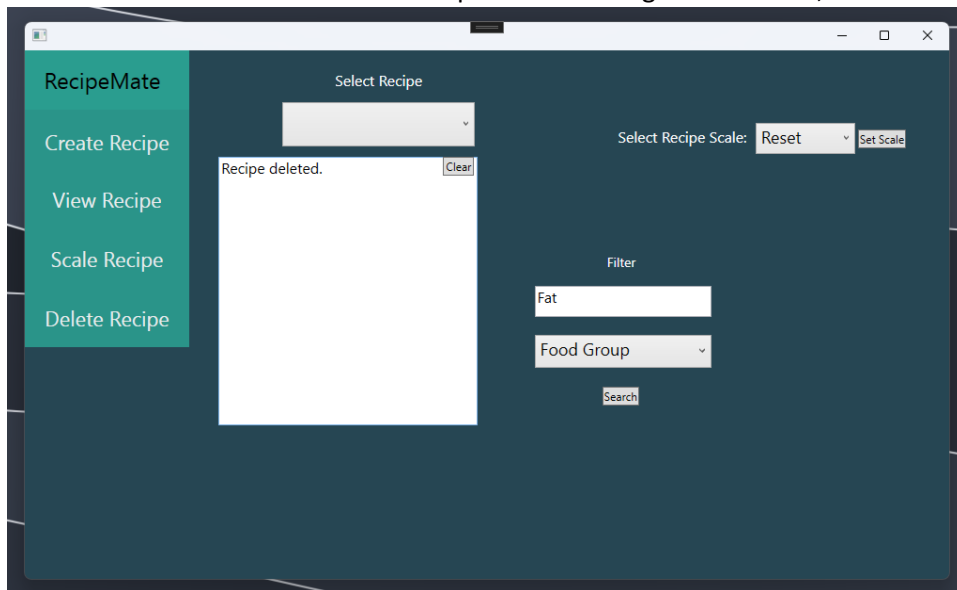 RecipeMate
Create Recipe
View Recipe
Scale Recipe
Delete Recipe
Select Recipe
Recipe deleted.
Clear
Select Recipe Scale:
Reset
Set Scale
Filter
Fat
Food Group
Search